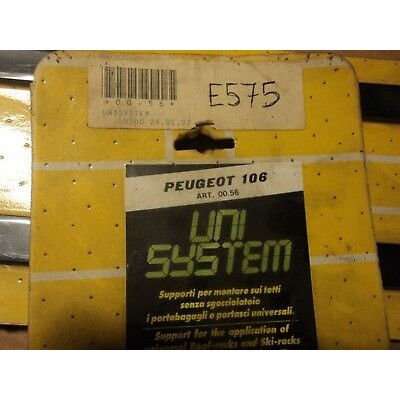 *00.56*
UNISYSTEM
E575
PEUGEOT 106
ART. 00.56
UNI
SYSTEM
Supporti per montare sui tetti
senza sgocciolatoio
i portabagagli e portasci universali.
Support for the application of
universal Roof-racks and Ski-racks